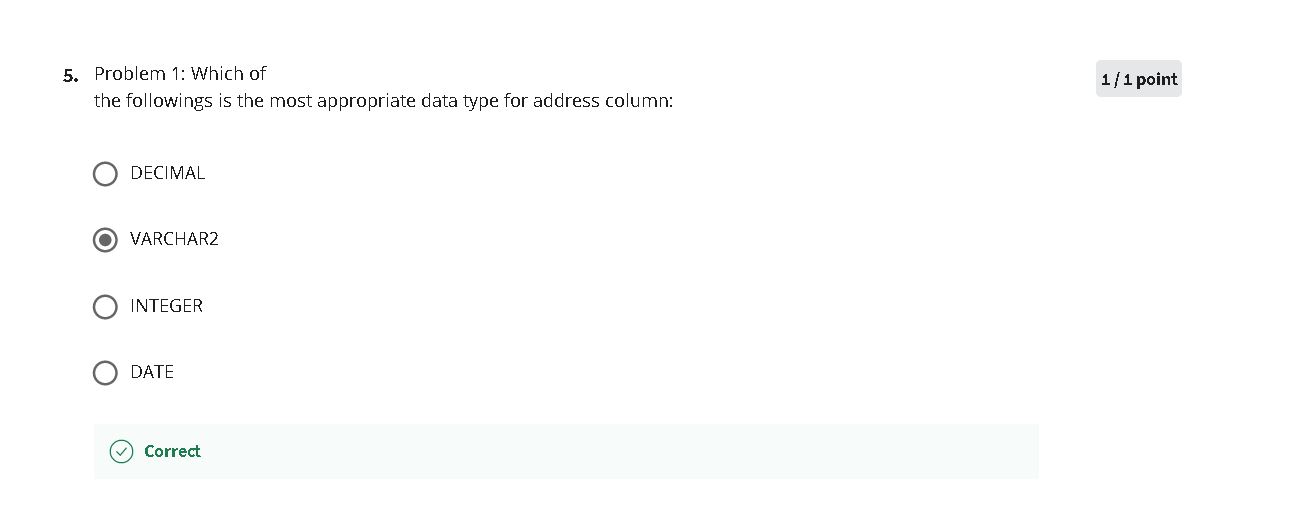 5. Problem 1: Which of
the followings is the most appropriate data type for address column:
1 / 1 point
DECIMAL
VARCHAR2
INTEGER
DATE
Correct